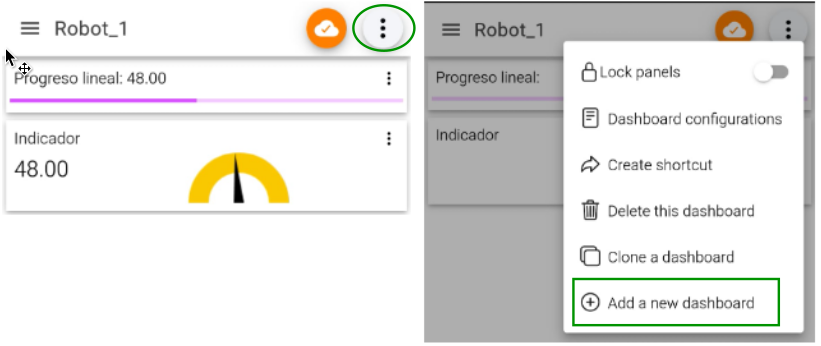 Robot_1
Progreso lineal: 48.00
Indicador
48.00
Robot_1
Progreso lineal:
Indicador
Lock panels
Dashboard configurations
Create shortcut
Delete this dashboard
Clone a dashboard
Add a new dashboard